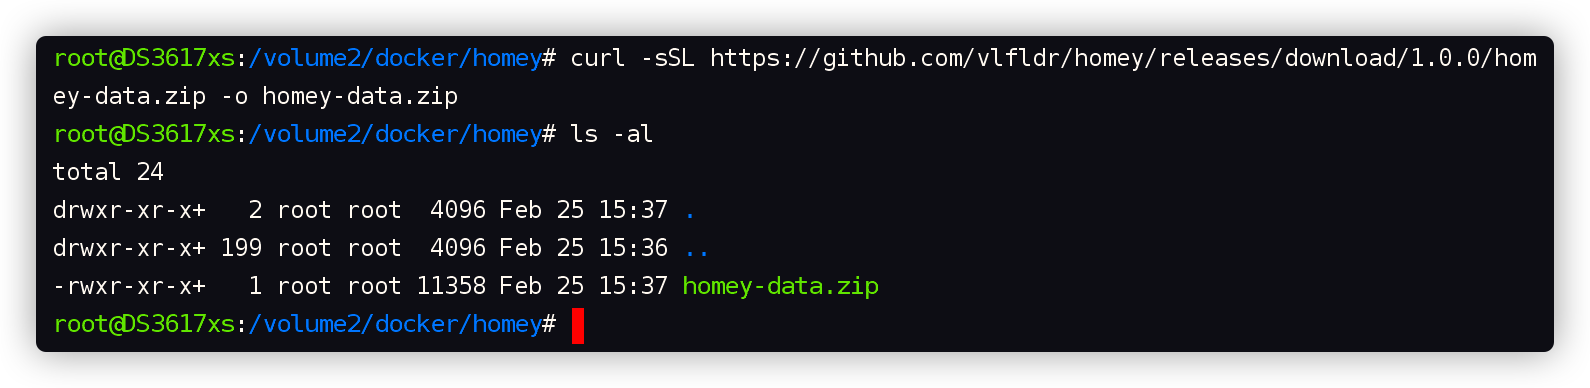 root@DS3617xs:/volume2/docker/homey# curl -sSL https://github.com/vlfldr/homey/releases/download/1.0.0/hom
ey-data.zip -o homey-data.zip
root@DS3617xs:/volume2/docker/homey# ls -al
total 24
drwxr-xr-x+   2 root root  4096 Feb 25 15:37 .
drwxr-xr-x+ 199 root root  4096 Feb 25 15:36 ..
-rwxr-xr-x+   1 root root 11358 Feb 25 15:37 homey-data.zip
root@DS3617xs:/volume2/docker/homey#